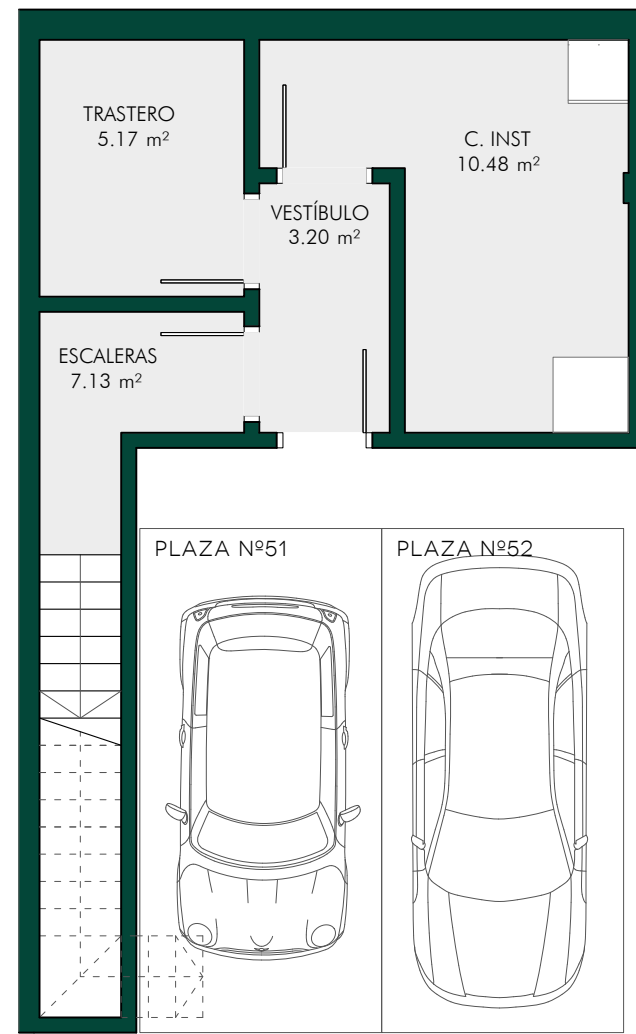 TRASTERO
5.17 m²
C. INST
10.48 m²
VESTÍBULO
3.20 m²
ESCALERAS
7.13 m²
PLAZA Nº51
PLAZA Nº52